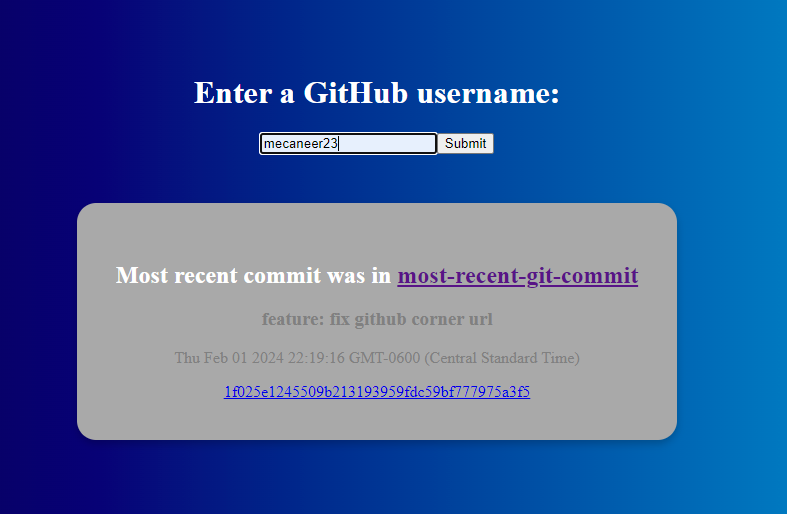 Enter a GitHub username:
mecaneer23 Submit
Most recent commit was in most-recent-git-commit
feature: fix github corner url
Thu Feb 01 2024 22:19:16 GMT-0600 (Central Standard Time)
1f025e1245509b213193959fdc59bf777975a3f5